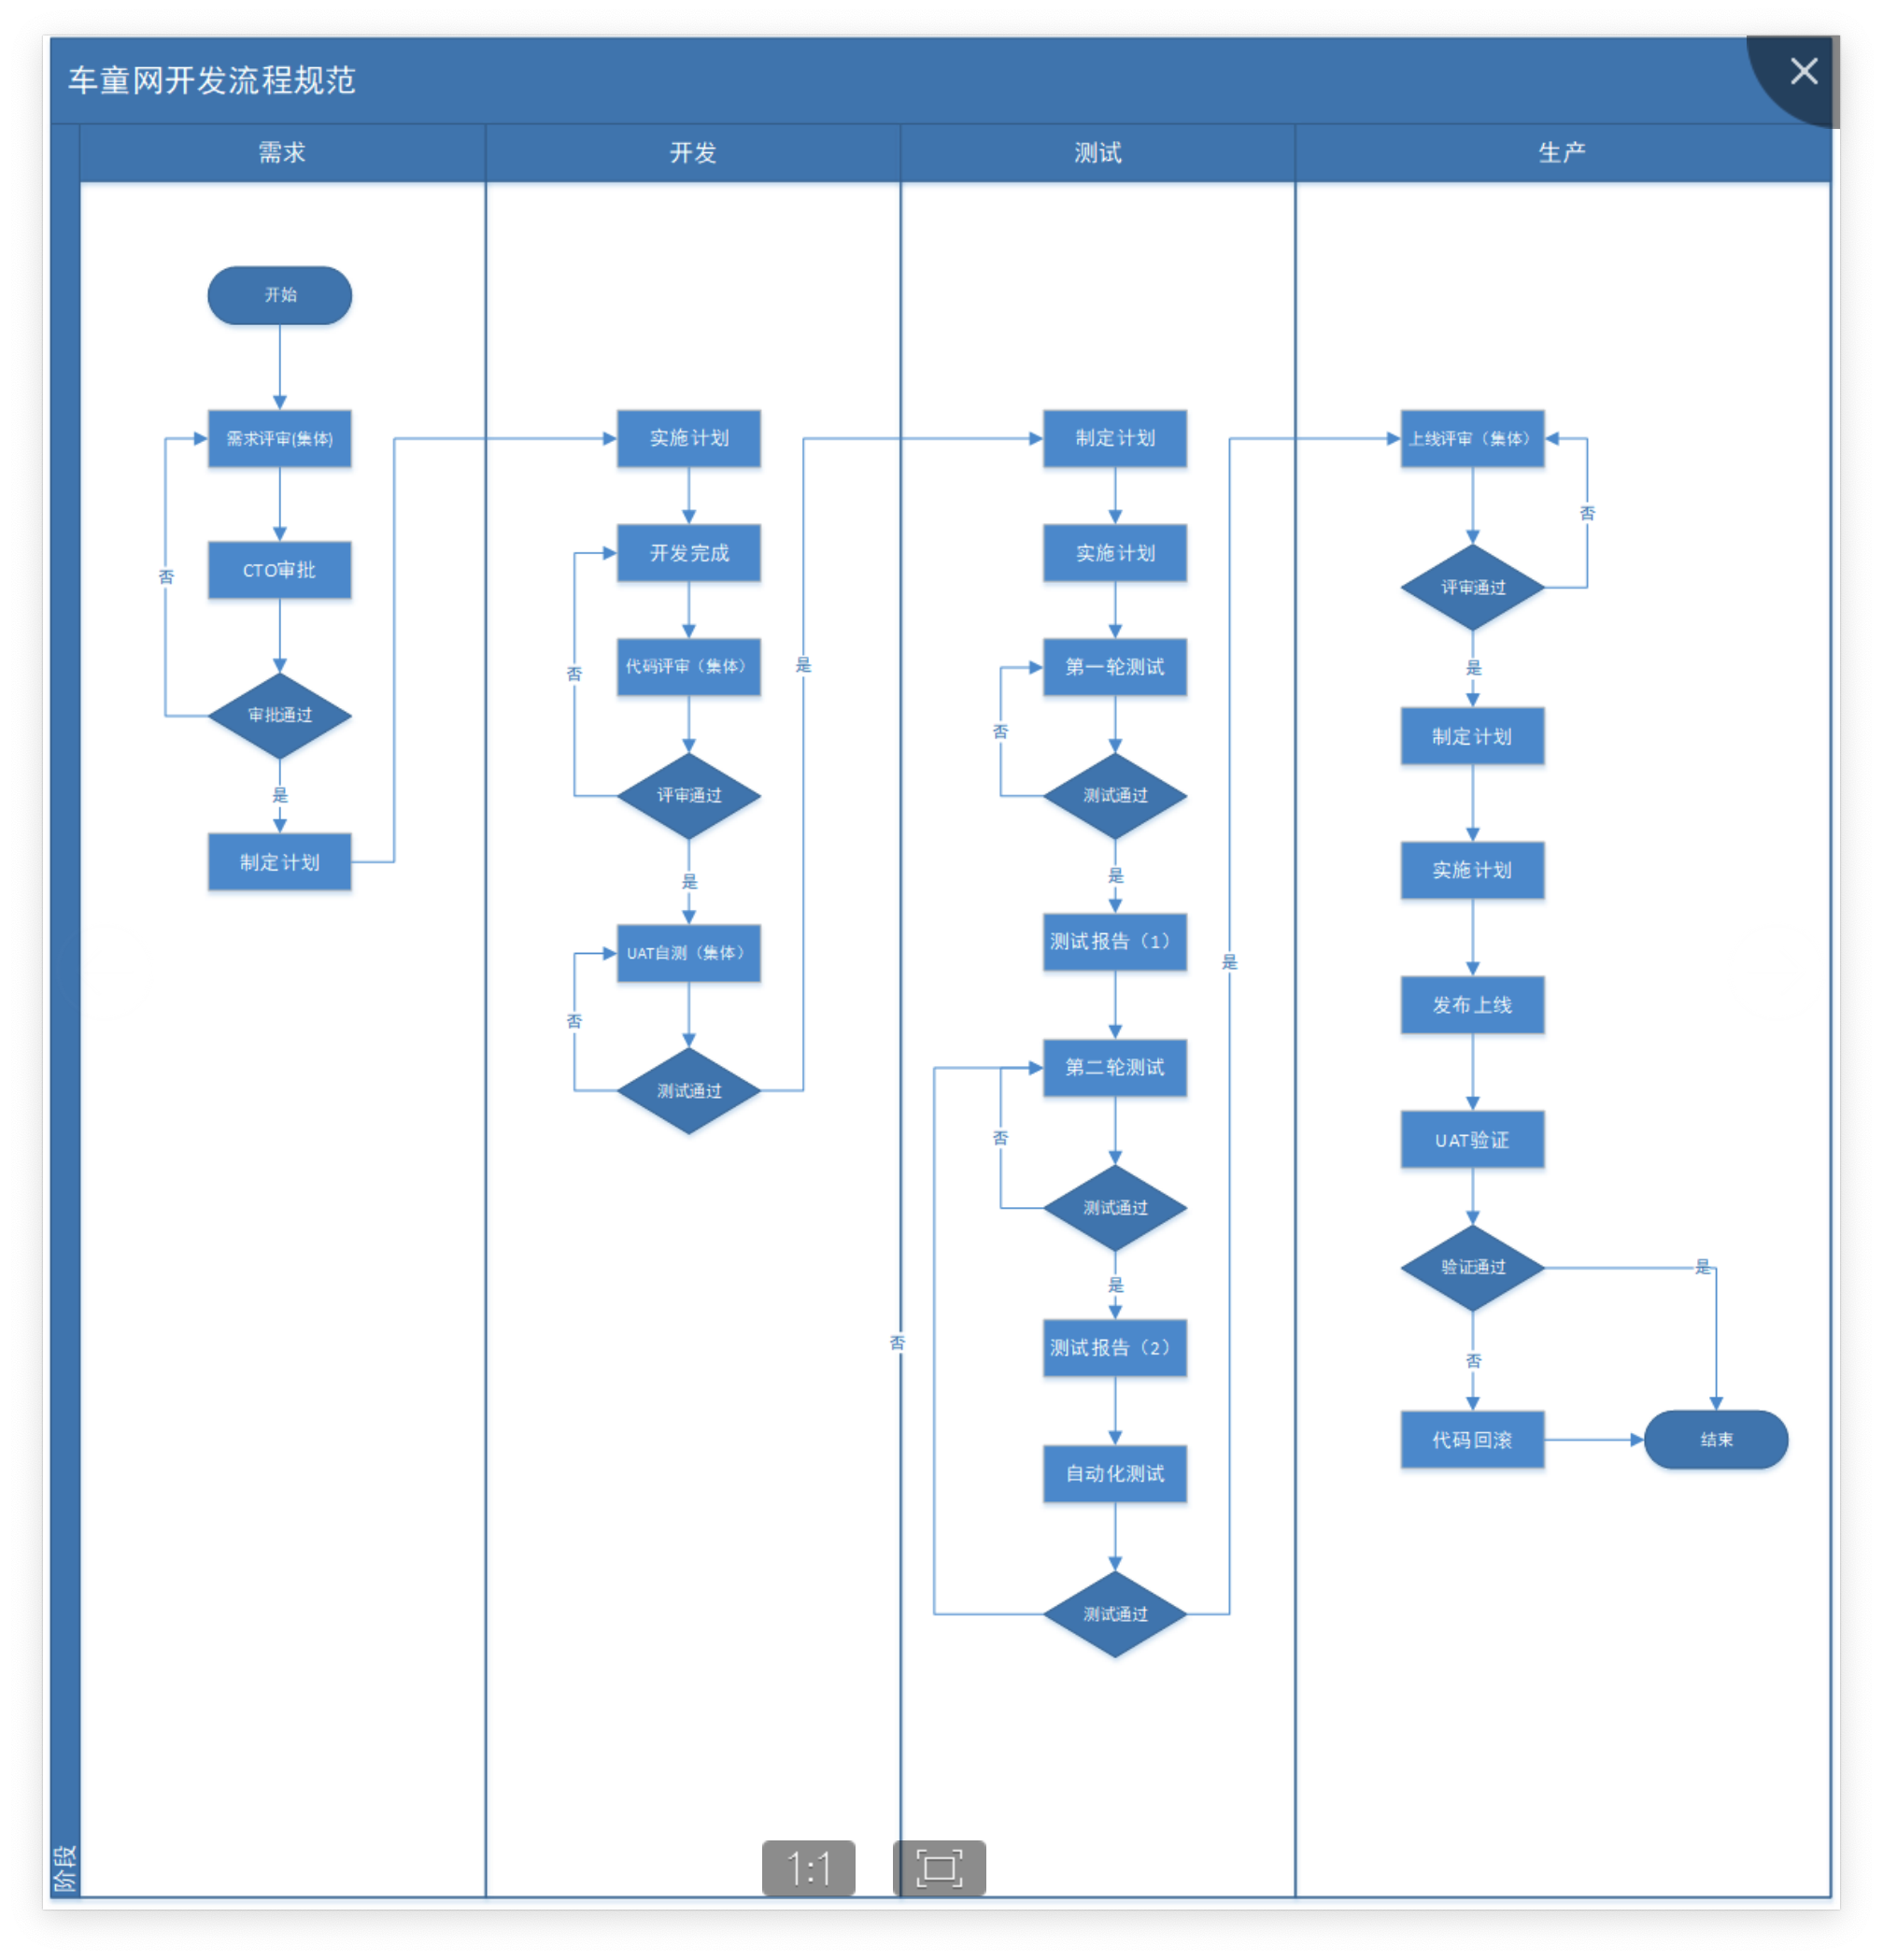 车童网开发流程规范
需求
开发
测试
生产
阶段
开始
需求评审(集体)
CTO审批
否
审批通过
是
制定计划
实施计划
开发完成
代码评审（集体）
否
评审通过
是
UAT自测（集体）
否
测试通过
是
制定计划
实施计划
第一轮测试
否
测试通过
是
测试报告（1）
第二轮测试
否
测试通过
是
测试报告（2）
自动化测试
否
测试通过
是
上线评审（集体）
否
评审通过
是
制定计划
实施计划
发布上线
UAT验证
验证通过
是
否
代码回滚
结束
1:1